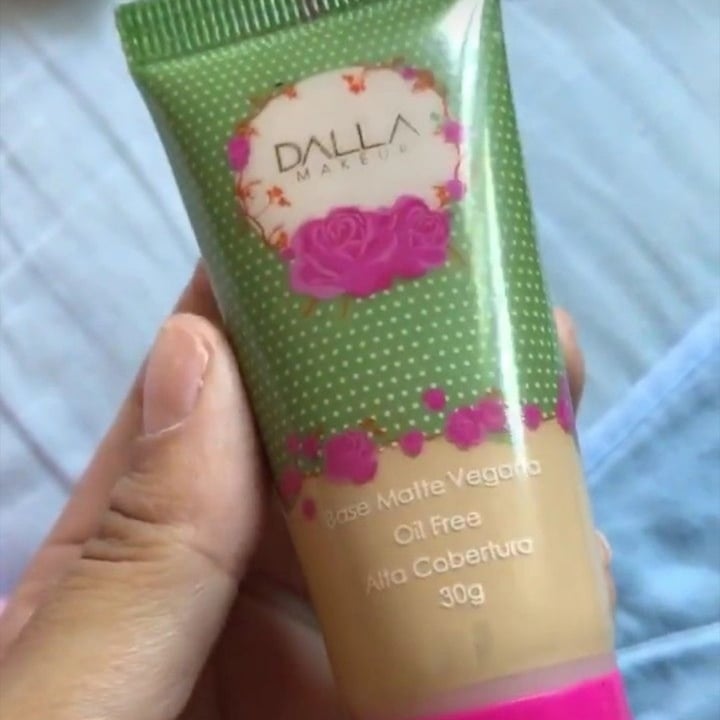 DALLA
MAKEUP
Base Matte Vegana
Oil Free
Alta Cobertura
30g